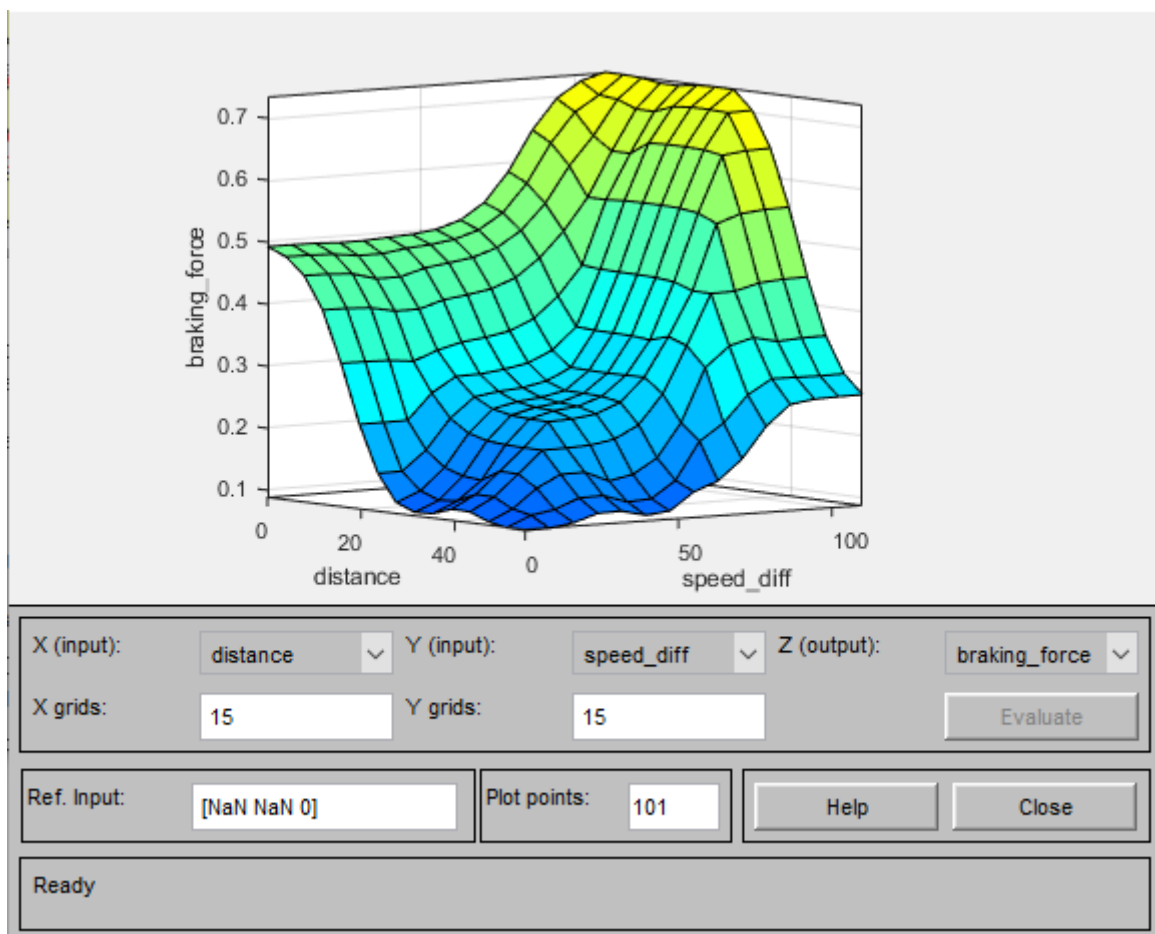 0.7
0.6
0.5
0.4
0.3
0.2
0.1
braking_force
0
20
40
distance
0
50
100
speed_diff
X (input): distance Y (input): speed_diff Z (output): braking_force
X grids: 15 Y grids: 15 Evaluate
Ref. Input: [NaN NaN 0] Plot points: 101 Help Close
Ready